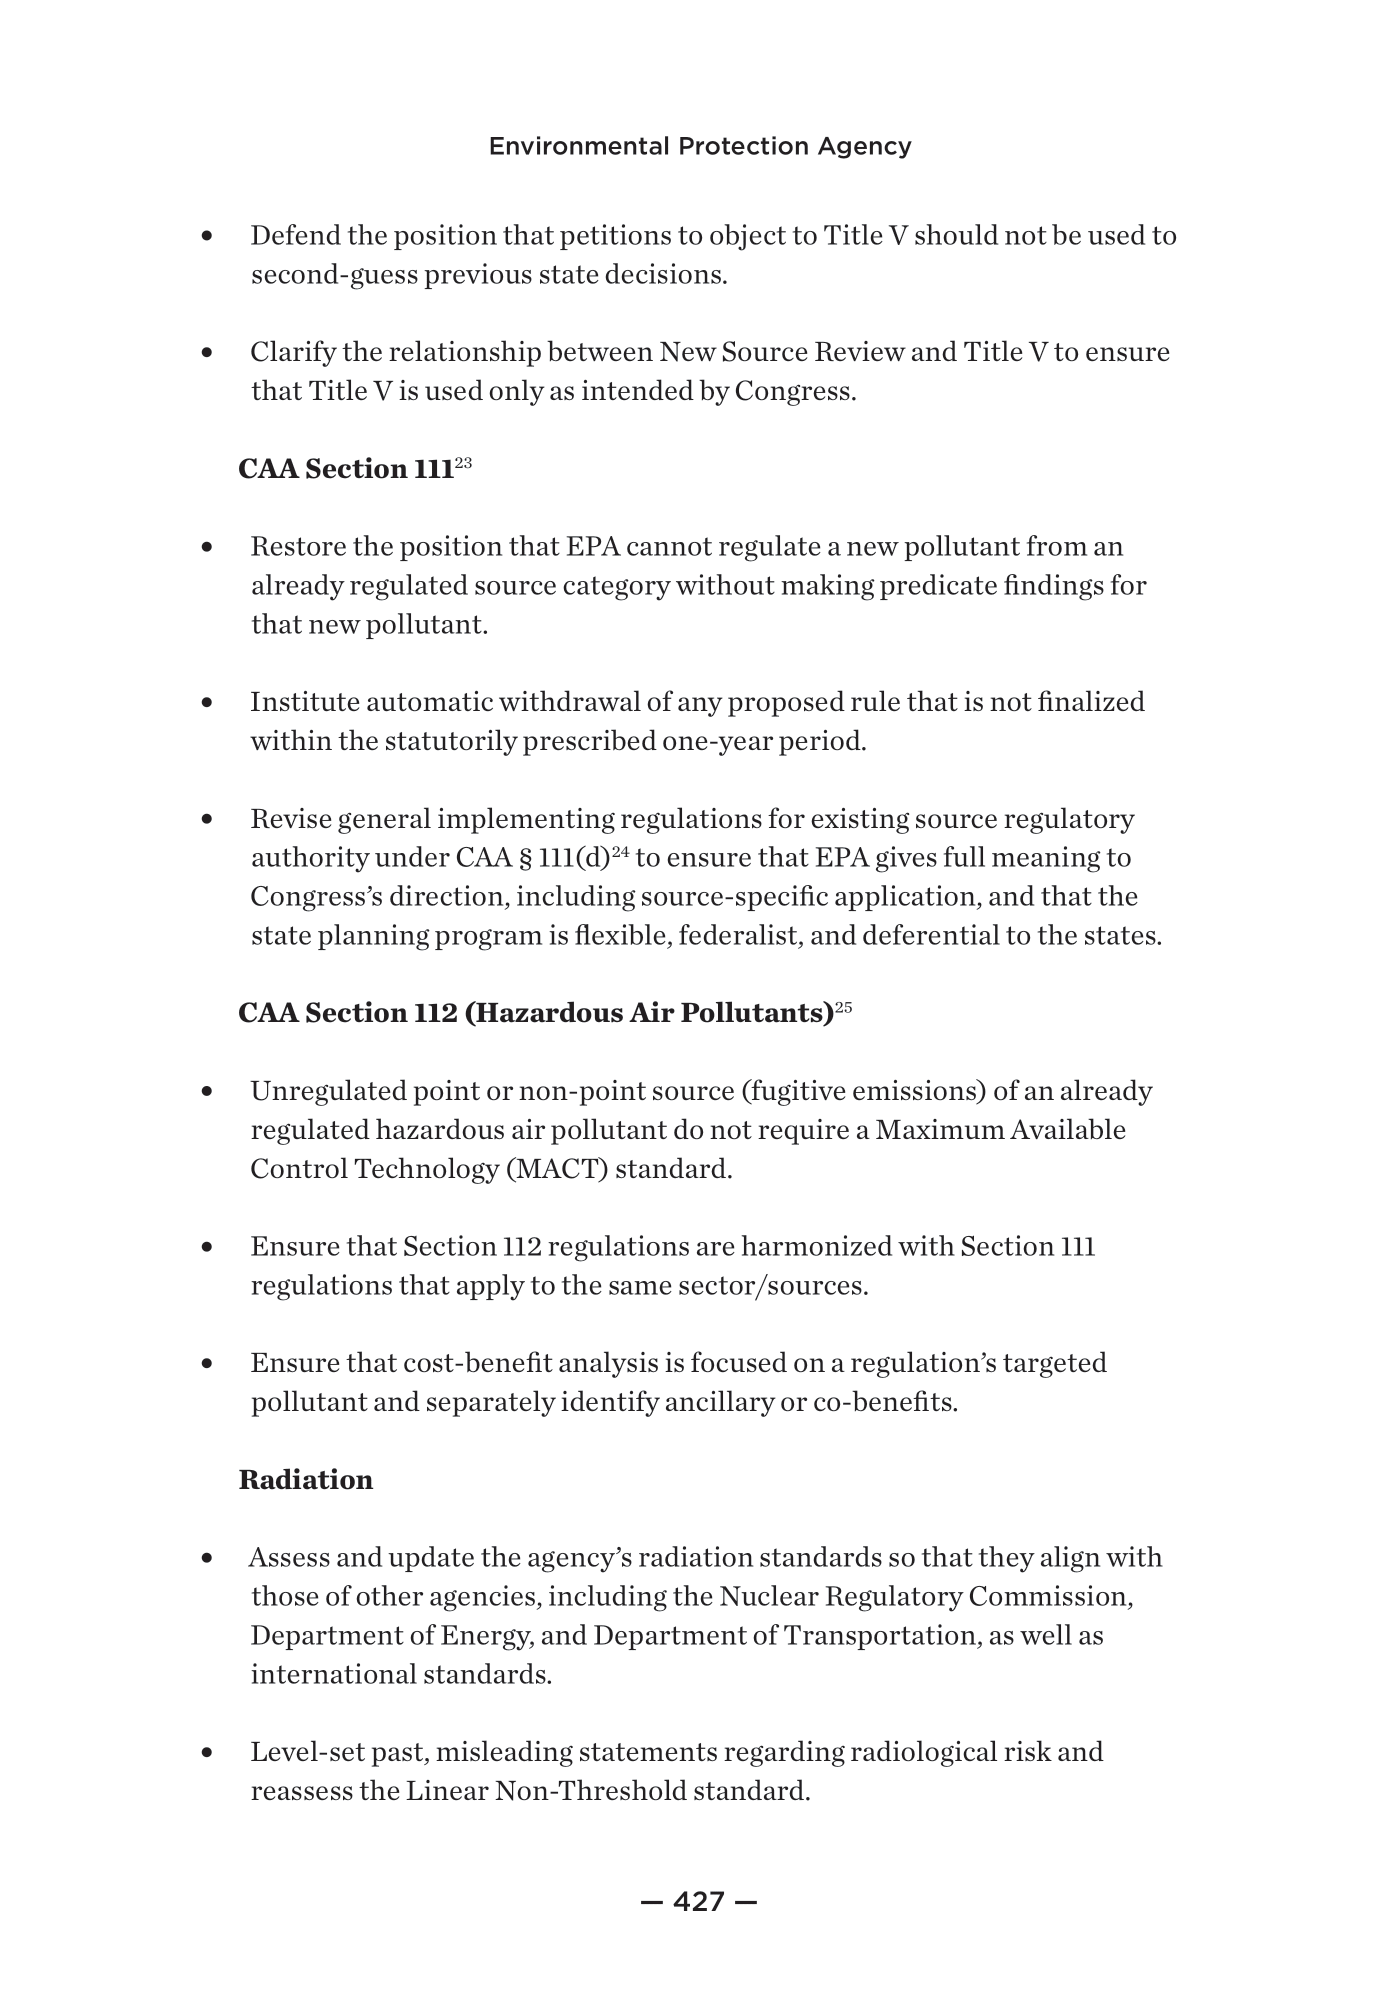 Environmental Protection Agency
• Defend the position that petitions to object to Title V should not be used to
second-guess previous state decisions.
• Clarify the relationship between New Source Review and Title V to ensure
that Title V is used only as intended by Congress.
CAA Section 111²³
• Restore the position that EPA cannot regulate a new pollutant from an
already regulated source category without making predicate findings for
that new pollutant.
• Institute automatic withdrawal of any proposed rule that is not finalized
within the statutorily prescribed one-year period.
• Revise general implementing regulations for existing source regulatory
authority under CAA § 111(d)²⁴ to ensure that EPA gives full meaning to
Congress’s direction, including source-specific application, and that the
state planning program is flexible, federalist, and deferential to the states.
CAA Section 112 (Hazardous Air Pollutants)²⁵
• Unregulated point or non-point source (fugitive emissions) of an already
regulated hazardous air pollutant do not require a Maximum Available
Control Technology (MACT) standard.
• Ensure that Section 112 regulations are harmonized with Section 111
regulations that apply to the same sector/sources.
• Ensure that cost-benefit analysis is focused on a regulation’s targeted
pollutant and separately identify ancillary or co-benefits.
Radiation
• Assess and update the agency’s radiation standards so that they align with
those of other agencies, including the Nuclear Regulatory Commission,
Department of Energy, and Department of Transportation, as well as
international standards.
• Level-set past, misleading statements regarding radiological risk and
reassess the Linear Non-Threshold standard.
— 427 —